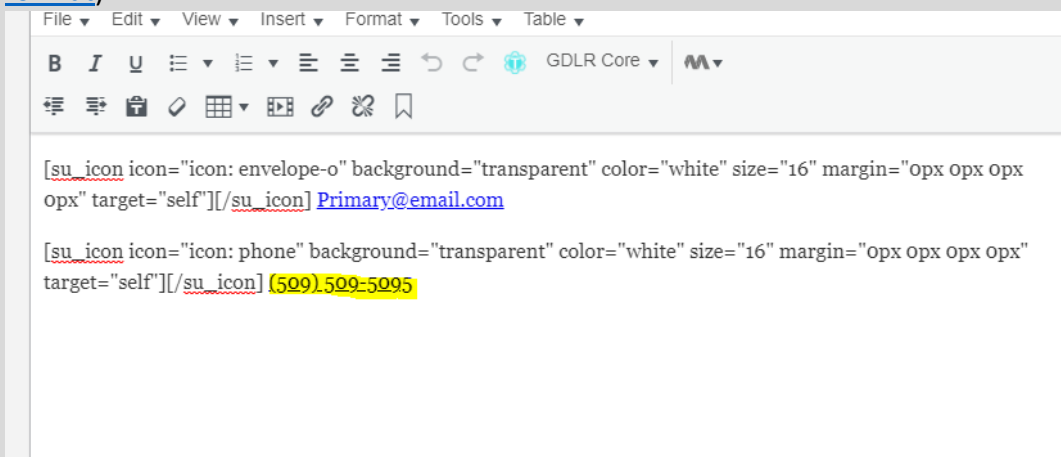 File Edit View Insert Format Tools Table
B I U GDLR Core
[su_icon icon="icon: envelope-o" background="transparent" color="white" size="16" margin="0px 0px 0px
0px" target="self"][/su_icon] Primary@email.com
[su_icon icon="icon: phone" background="transparent" color="white" size="16" margin="0px 0px 0px 0px"
target="self"][/su_icon] (509) 509-5095